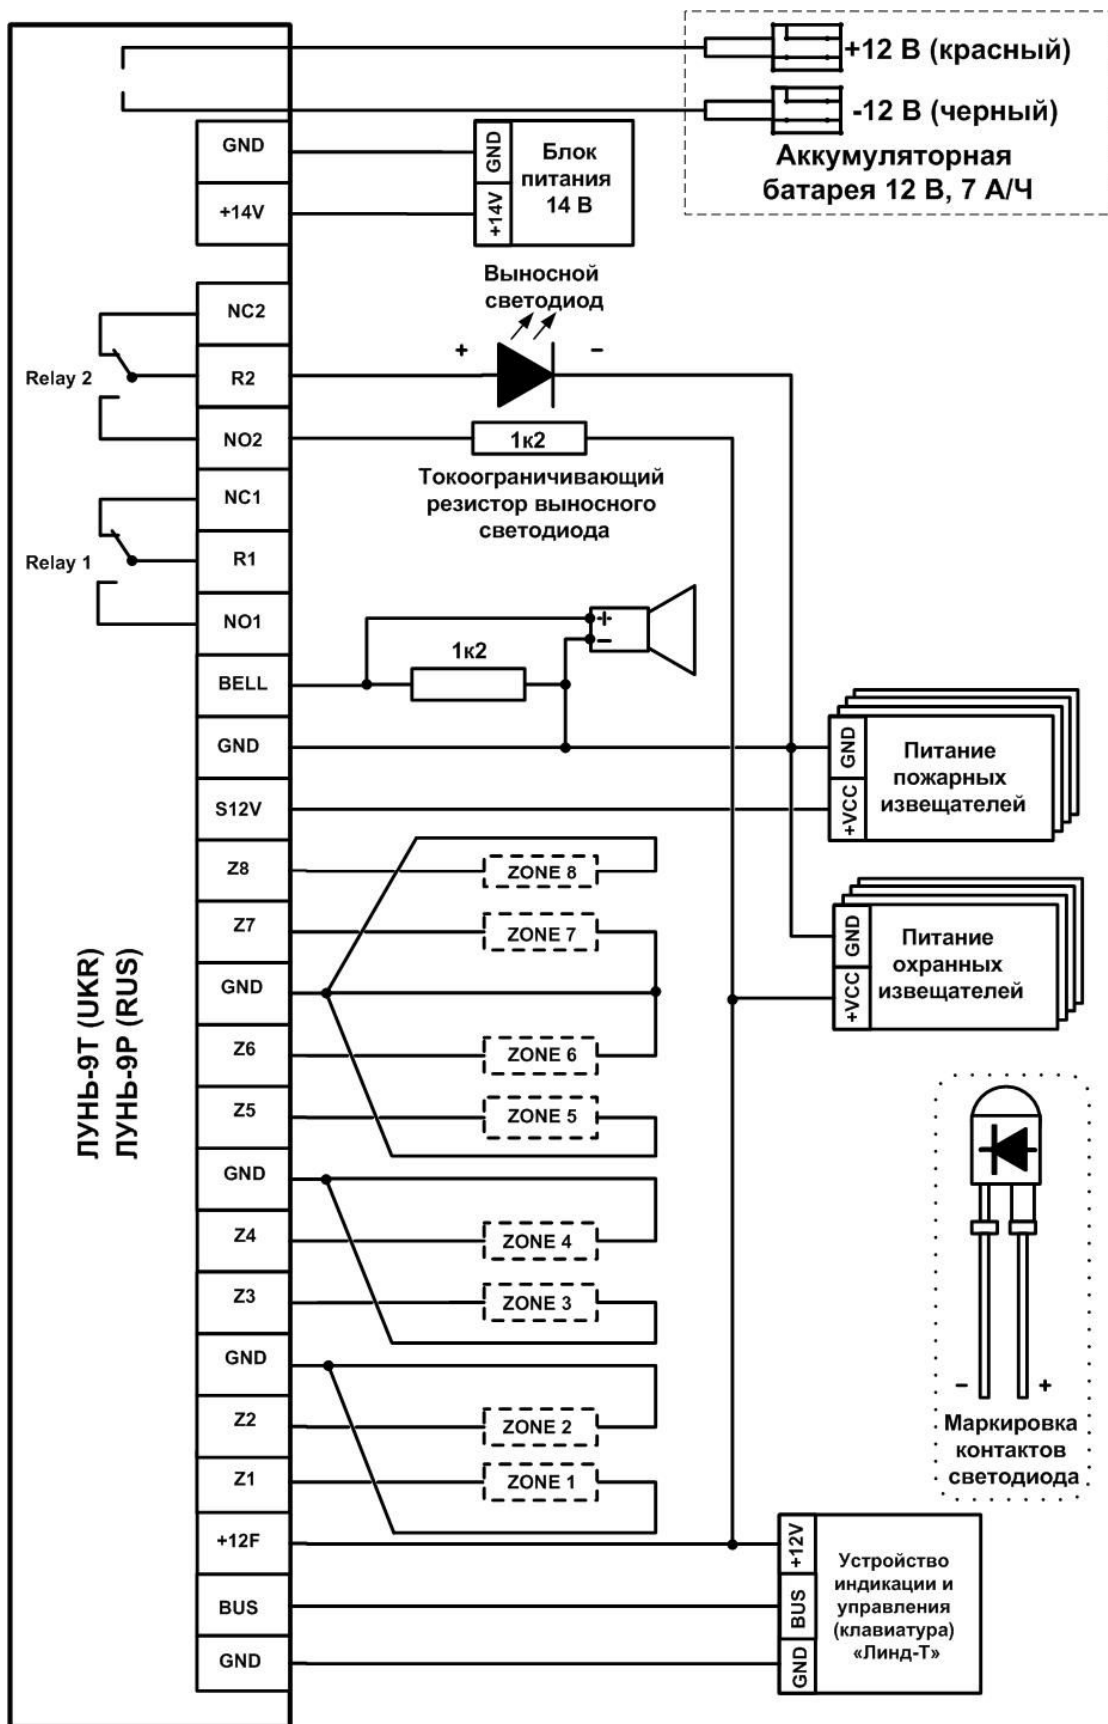 +12 В (красный)
-12 В (черный)
Аккумуляторная
батарея 12 В, 7 А/Ч
GND
+14V
GND
+14V
Блок
питания
14 В
Выносной
светодиод
+
–
NC2
Relay 2
R2
NO2
1к2
Токоограничивающий
резистор выносного
светодиода
NC1
Relay 1
R1
NO1
+
–
1к2
BELL
GND
S12V
GND
+VCC
Питание
пожарных
извещателей
Z8
ZONE 8
Z7
ZONE 7
GND
+VCC
Питание
охранных
извещателей
GND
Z6
ZONE 6
Z5
ZONE 5
ЛУНЬ-9Т (UKR)
ЛУНЬ-9Р (RUS)
GND
Z4
ZONE 4
Z3
ZONE 3
GND
Z2
ZONE 2
Z1
ZONE 1
– +
Маркировка
контактов
светодиода
+12F
BUS
GND
+12V
BUS
GND
Устройство
индикации и
управления
(клавиатура)
«Линд-Т»